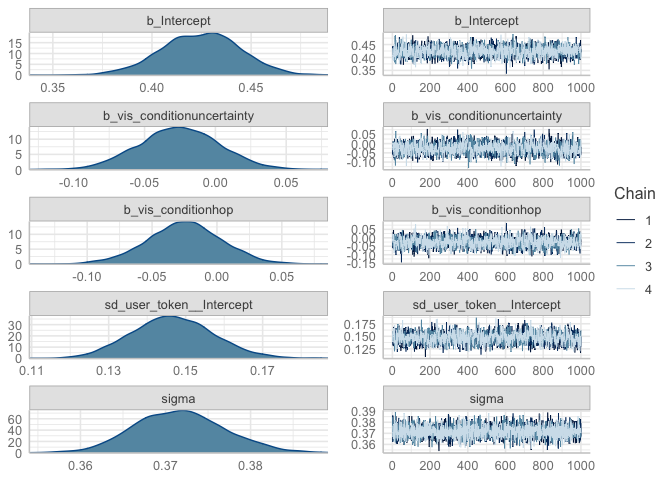 b_Intercept
15
10
5
0
0.35 0.40 0.45
b_Intercept
0.45
0.40
0.35
0 200 400 600 800 1000
b_vis_conditionuncertainty
10
5
0
-0.10 -0.05 0.00 0.05
b_vis_conditionuncertainty
0.05
0.00
-0.05
-0.10
0 200 400 600 800 1000
b_vis_conditionhop
10
5
0
-0.10 -0.05 0.00 0.05
b_vis_conditionhop
0.05
0.00
-0.05
-0.10
-0.15
0 200 400 600 800 1000
sd_user_token__Intercept
30
20
10
0
0.11 0.13 0.15 0.17
sd_user_token__Intercept
0.175
0.150
0.125
0 200 400 600 800 1000
sigma
60
40
20
0
0.36 0.37 0.38
sigma
0.39
0.38
0.37
0.36
0 200 400 600 800 1000
Chain
1
2
3
4